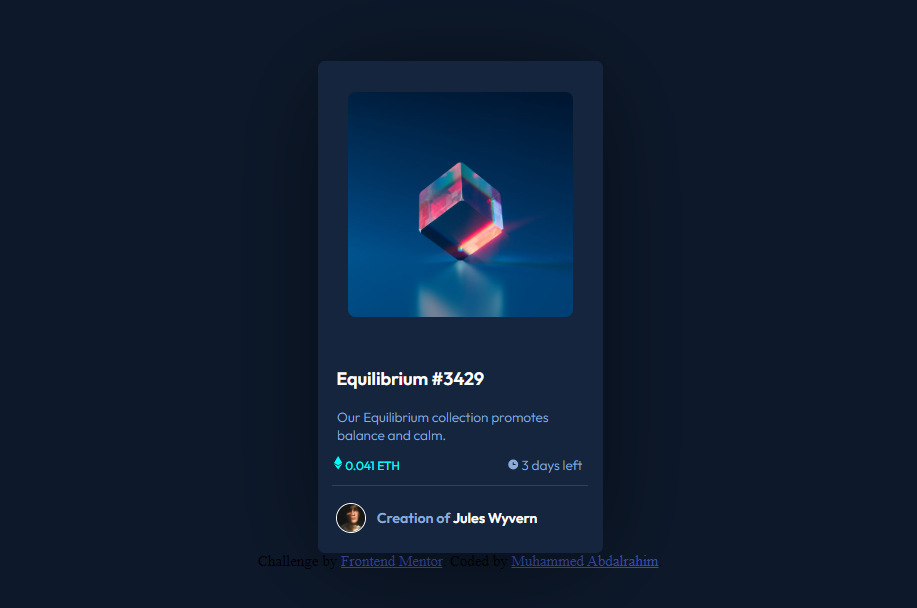 Equilibrium #3429
Our Equilibrium collection promotes
balance and calm.
0.041 ETH 3 days left
Creation of Jules Wyvern
Challenge by Frontend Mentor. Coded by Muhammed Abdalrahim.